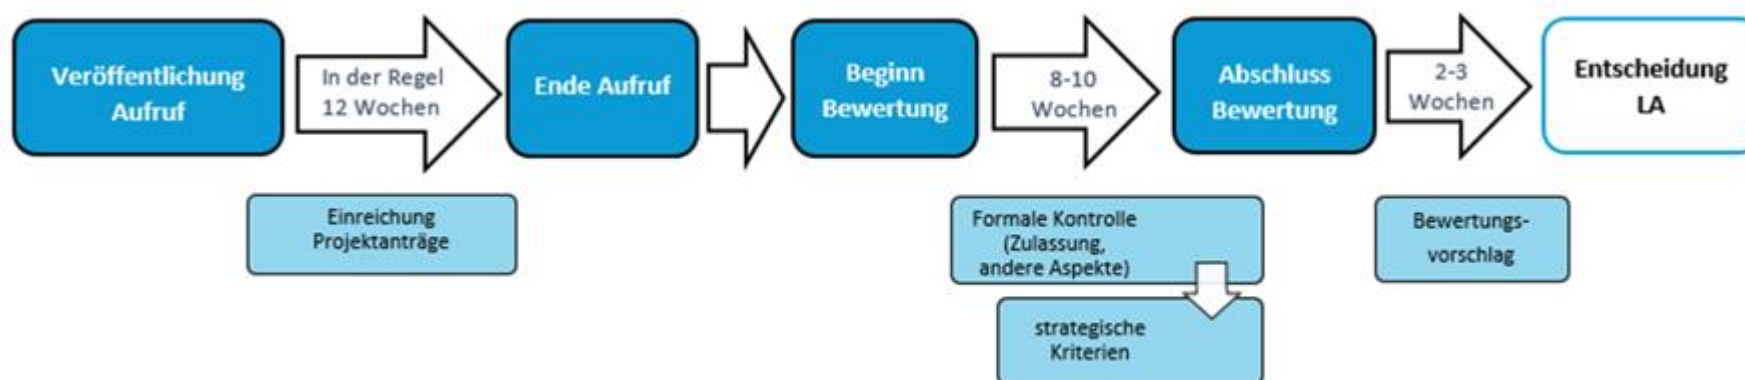 Veröffentlichung
Aufruf
In der Regel
12 Wochen
Ende Aufruf
Beginn
Bewertung
8-10
Wochen
Abschluss
Bewertung
2-3
Wochen
Entscheidung
LA
Einreichung
Projektanträge
Formale Kontrolle
(Zulassung,
andere Aspekte)
strategische
Kriterien
Bewertungs-
vorschlag